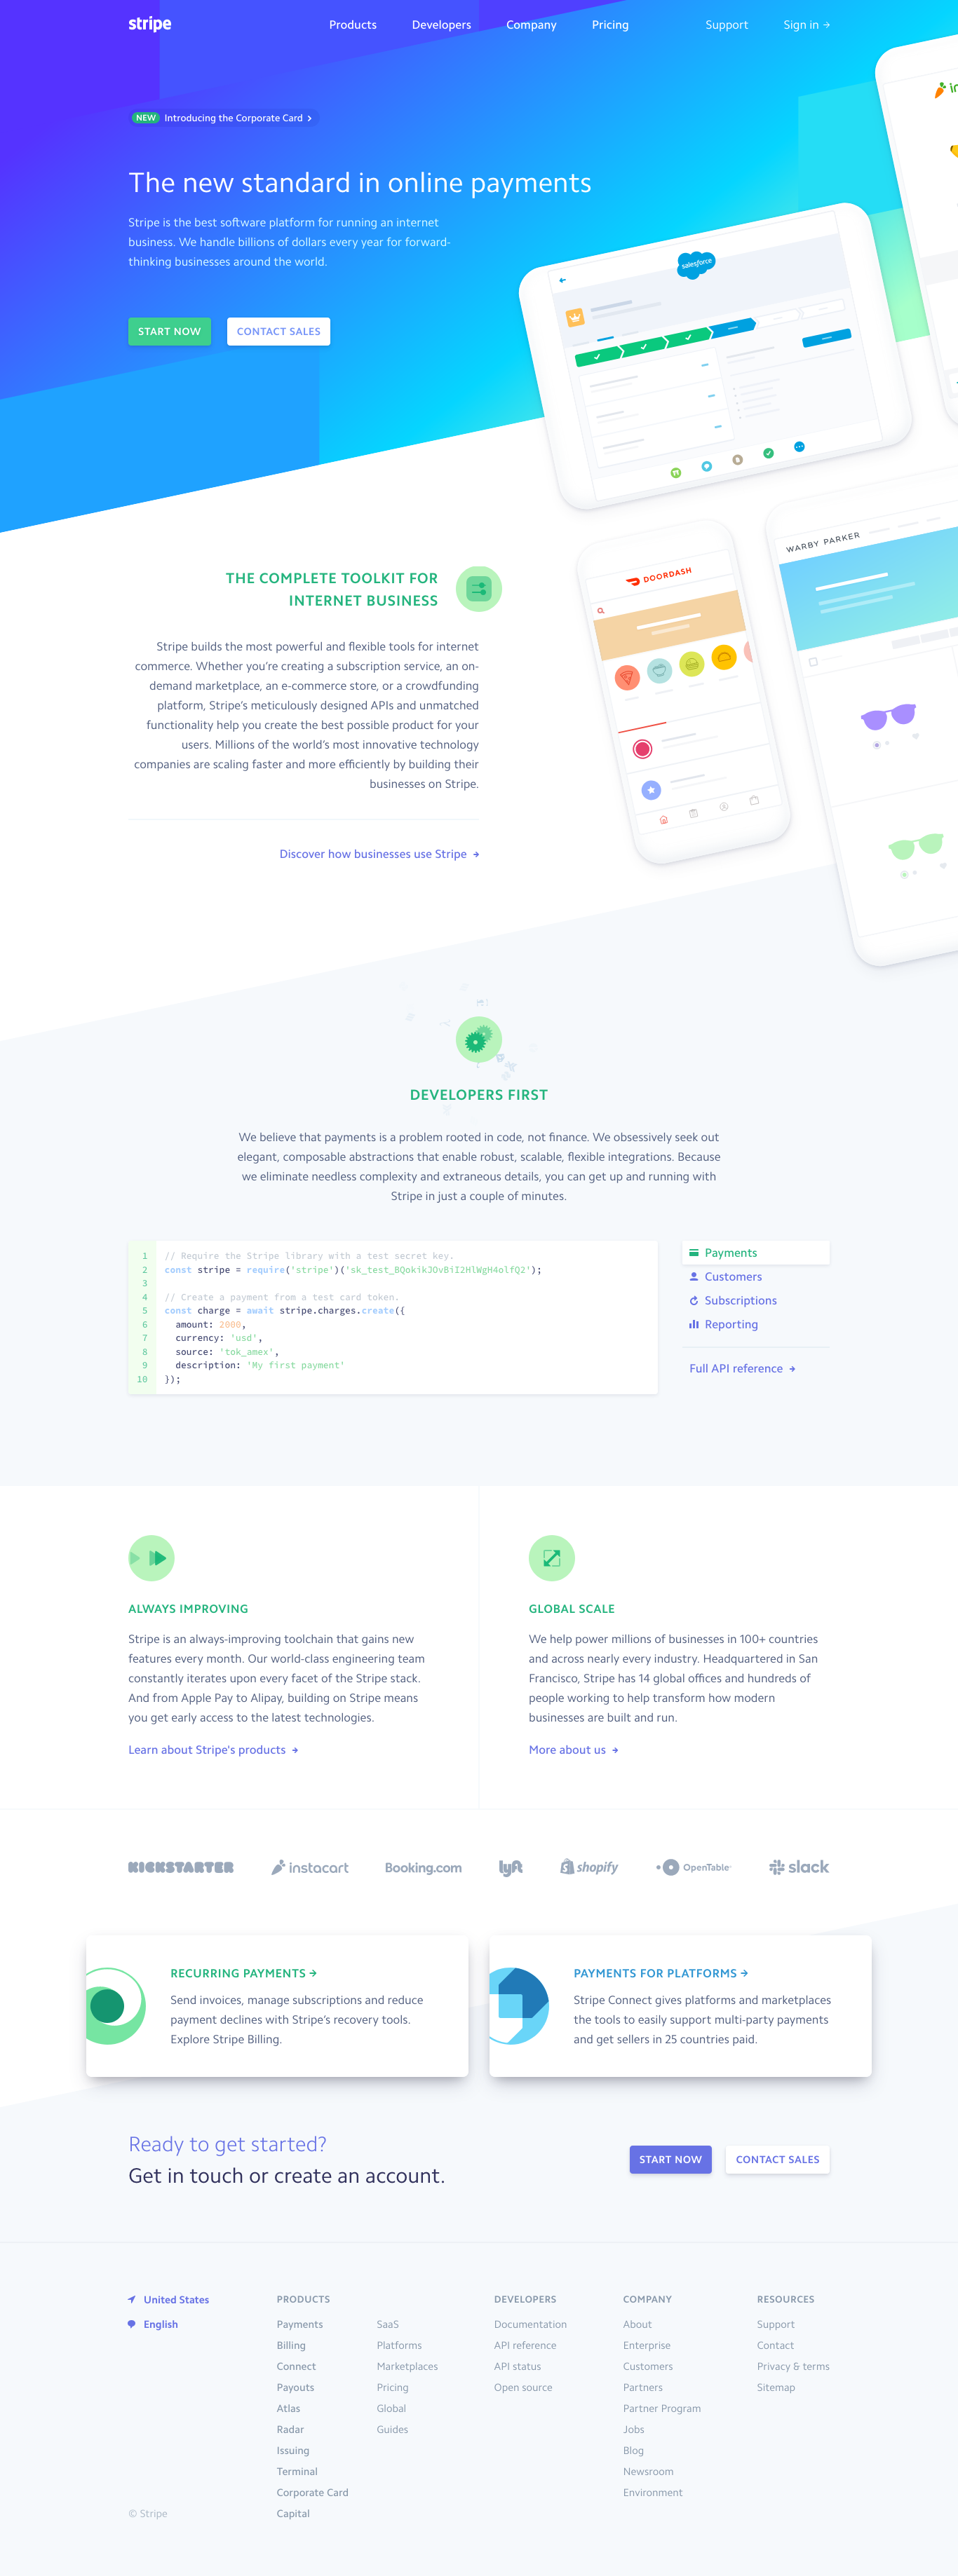 stripe
Products Developers Company Pricing Support Sign in →
NEW Introducing the Corporate Card
The new standard in online payments
Stripe is the best software platform for running an internet
business. We handle billions of dollars every year for forward-
thinking businesses around the world.
START NOW CONTACT SALES
salesforce
THE COMPLETE TOOLKIT FOR
INTERNET BUSINESS
DOORDASH
WARBY PARKER
Stripe builds the most powerful and flexible tools for internet
commerce. Whether you’re creating a subscription service, an on-
demand marketplace, an e-commerce store, or a crowdfunding
platform, Stripe’s meticulously designed APIs and unmatched
functionality help you create the best possible product for your
users. Millions of the world’s most innovative technology
companies are scaling faster and more efficiently by building their
businesses on Stripe.
Discover how businesses use Stripe →
DEVELOPERS FIRST
We believe that payments is a problem rooted in code, not finance. We obsessively seek out
elegant, composable abstractions that enable robust, scalable, flexible integrations. Because
we eliminate needless complexity and extraneous details, you can get up and running with
Stripe in just a couple of minutes.
1 // Require the Stripe library with a test secret key.
2 const stripe = require('stripe')('sk_test_BQokikJOvBiI2HlWgH4olfQ2');
3
4 // Create a payment from a test card token.
5 const charge = await stripe.charges.create({
6 amount: 2000,
7 currency: 'usd',
8 source: 'tok_amex',
9 description: 'My first payment'
10 });
Payments
Customers
Subscriptions
Reporting
Full API reference →
ALWAYS IMPROVING
Stripe is an always-improving toolchain that gains new
features every month. Our world-class engineering team
constantly iterates upon every facet of the Stripe stack.
And from Apple Pay to Alipay, building on Stripe means
you get early access to the latest technologies.
Learn about Stripe's products →
GLOBAL SCALE
We help power millions of businesses in 100+ countries
and across nearly every industry. Headquartered in San
Francisco, Stripe has 14 global offices and hundreds of
people working to help transform how modern
businesses are built and run.
More about us →
KICKSTARTER instacart Booking.com lyft shopify OpenTable slack
RECURRING PAYMENTS →
Send invoices, manage subscriptions and reduce
payment declines with Stripe’s recovery tools.
Explore Stripe Billing.
PAYMENTS FOR PLATFORMS →
Stripe Connect gives platforms and marketplaces
the tools to easily support multi-party payments
and get sellers in 25 countries paid.
Ready to get started?
Get in touch or create an account.
START NOW CONTACT SALES
United States
English
© Stripe
PRODUCTS
Payments
Billing
Connect
Payouts
Atlas
Radar
Issuing
Terminal
Corporate Card
Capital
SaaS
Platforms
Marketplaces
Pricing
Global
Guides
DEVELOPERS
Documentation
API reference
API status
Open source
COMPANY
About
Enterprise
Customers
Partners
Partner Program
Jobs
Blog
Newsroom
Environment
RESOURCES
Support
Contact
Privacy & terms
Sitemap